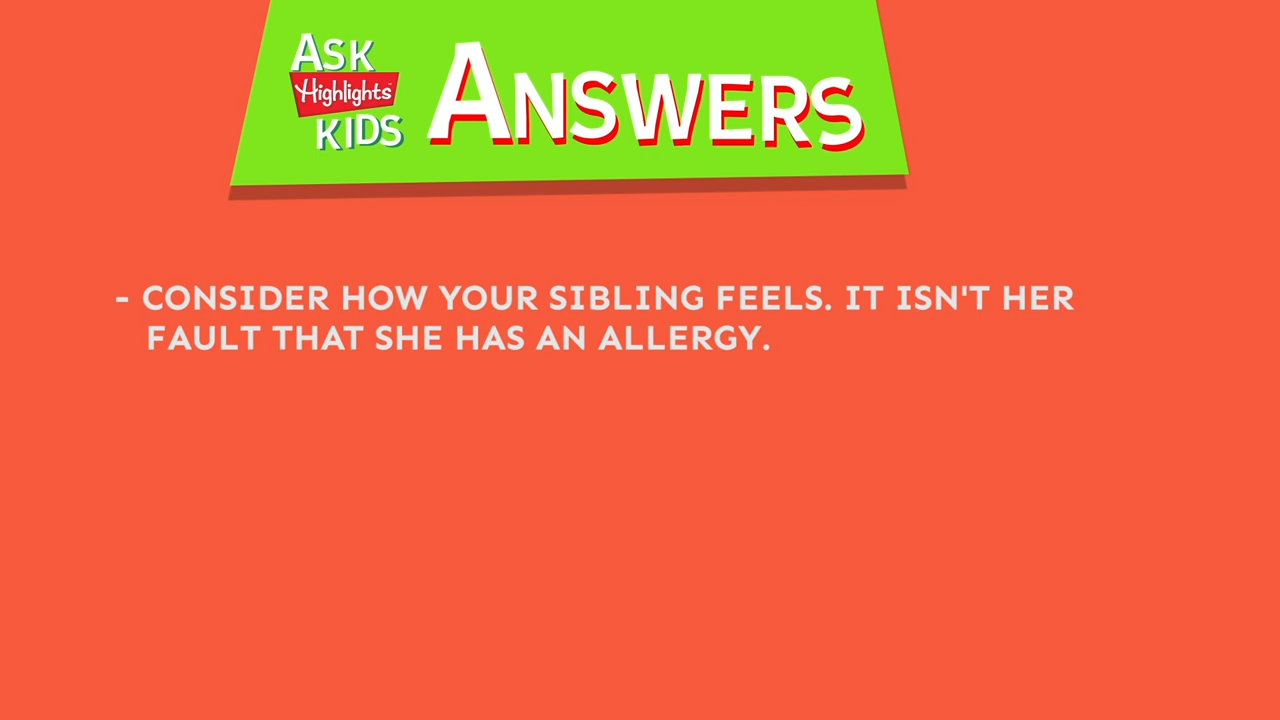 ASK
Highlights
KIDS
ANSWERS
- CONSIDER HOW YOUR SIBLING FEELS. IT ISN'T HER
FAULT THAT SHE HAS AN ALLERGY.